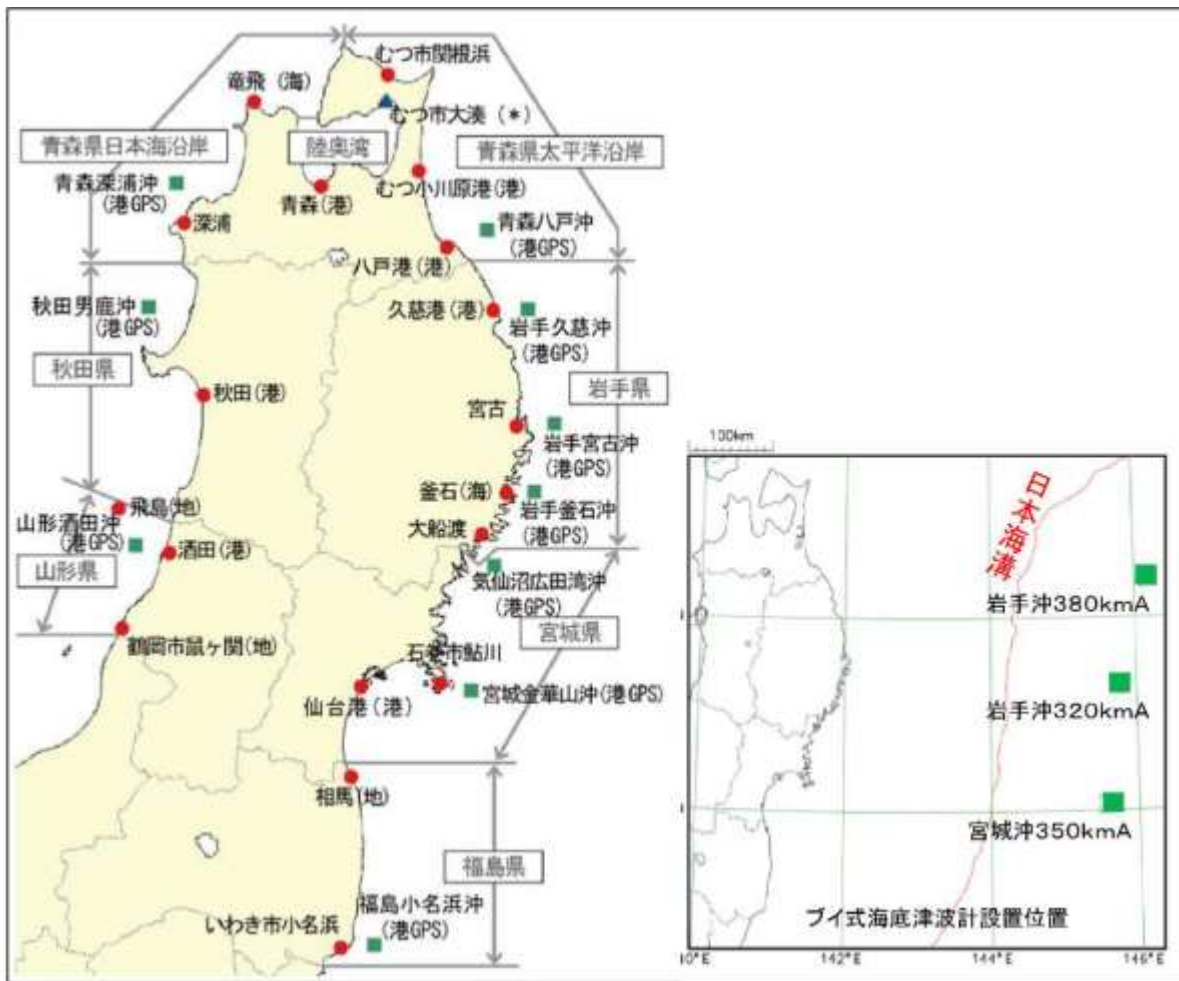 むつ市関根浜
竜飛（海）
むつ市大湊（*）
青森県日本海沿岸
陸奥湾
青森県太平洋沿岸
青森深浦沖
(港GPS)
青森(港)
むつ小川原港(港)
深浦
青森八戸沖
(港GPS)
八戸港(港)
秋田男鹿沖
(港GPS)
久慈港(港)
岩手久慈沖
(港GPS)
秋田県
岩手県
秋田(港)
宮古
岩手宮古沖
(港GPS)
釜石(海)
岩手釜石沖
(港GPS)
飛島(地)
山形酒田沖
(港GPS)
大船渡
酒田(港)
山形県
気仙沼広田湾沖
(港GPS)
宮城県
鶴岡市鼠ヶ関(地)
石巻市鮎川
仙台港(港)
宮城金華山沖(港GPS)
相馬(地)
福島県
福島小名浜沖
(港GPS)
いわき市小名浜
100km
日本海溝
岩手沖380kmA
岩手沖320kmA
宮城沖350kmA
ブイ式海底津波計設置位置
142°E
144°E
146°E